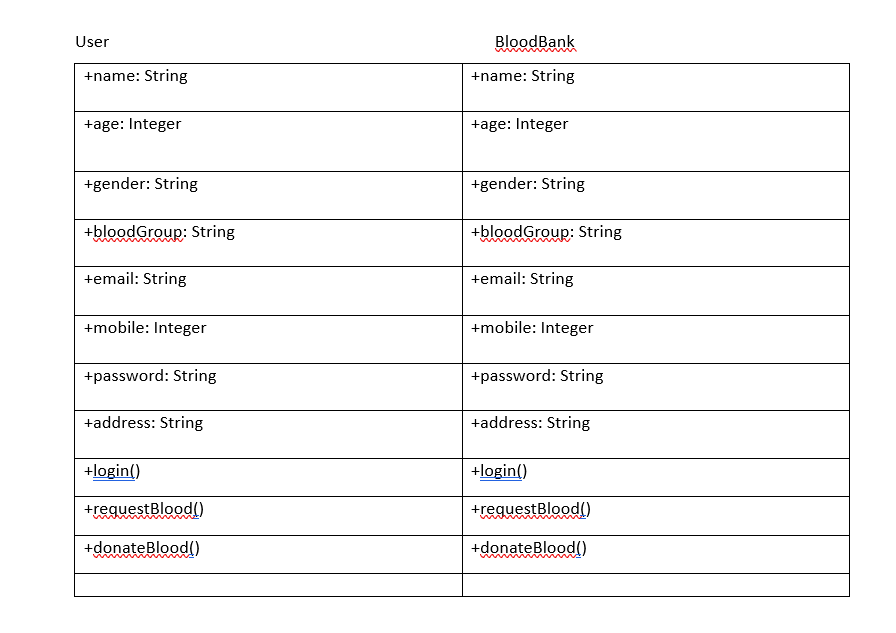 User BloodBank
+name: String +name: String
+age: Integer +age: Integer
+gender: String +gender: String
+bloodGroup: String +bloodGroup: String
+email: String +email: String
+mobile: Integer +mobile: Integer
+password: String +password: String
+address: String +address: String
+login() +login()
+requestBlood() +requestBlood()
+donateBlood() +donateBlood()